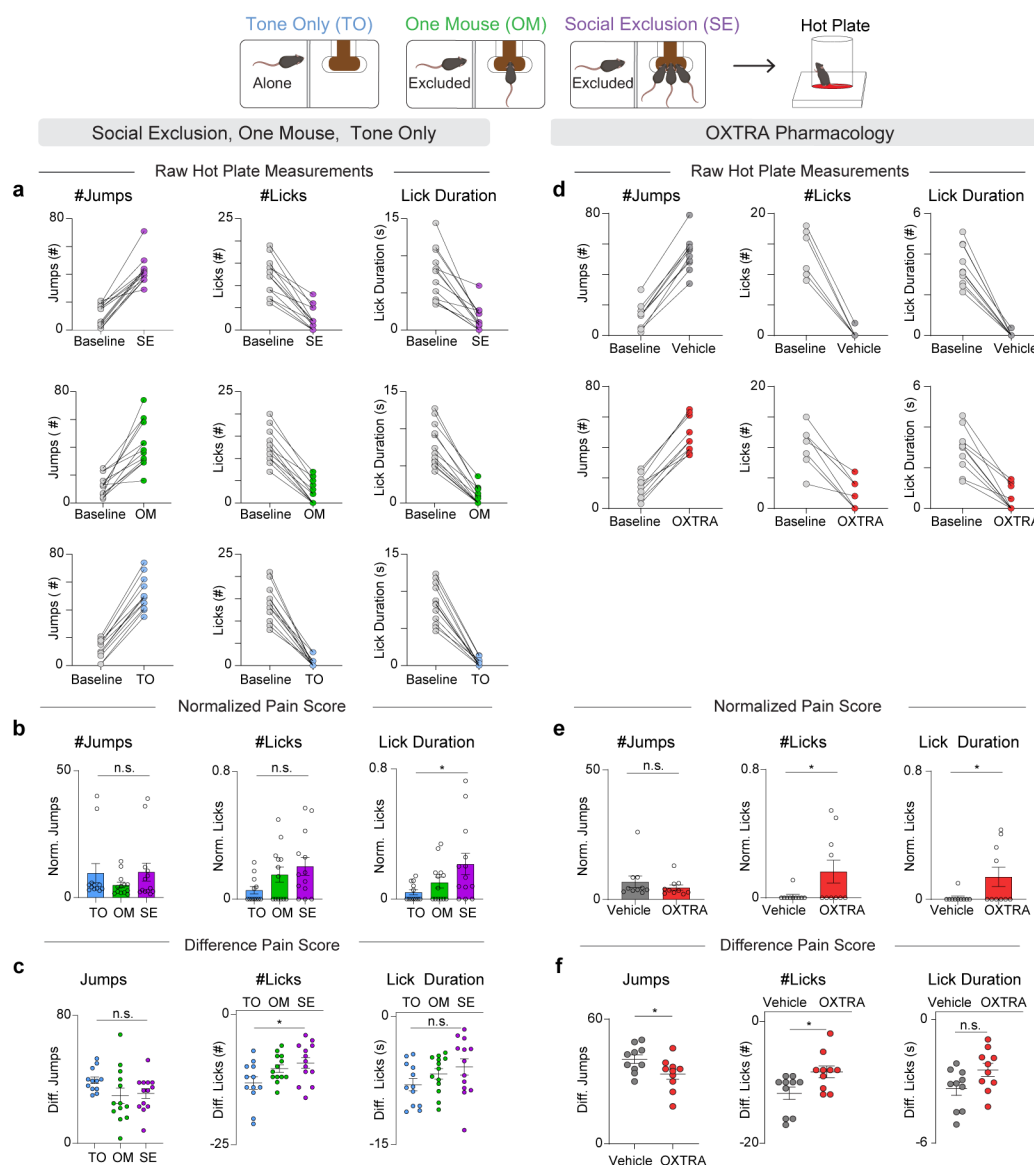 Tone Only (TO) One Mouse (OM) Social Exclusion (SE) Hot Plate
Alone Excluded Excluded
Social Exclusion, One Mouse, Tone Only
OXTRA Pharmacology
Raw Hot Plate Measurements
a
#Jumps #Licks Lick Duration
80 25 15
Jumps (#) Licks (#) Lick Duration (s)
0 0 0
Baseline SE Baseline SE Baseline SE
80 25 15
Jumps ( #) Licks (#) Lick Duration (s)
0 0 0
Baseline OM Baseline OM Baseline OM
80 25 15
Jumps ( #) Licks (#) Lick Duration (s)
0 0 0
Baseline TO Baseline TO Baseline TO
Normalized Pain Score
b
#Jumps #Licks Lick Duration
50 0.8 0.8
n.s. n.s. *
Norm. Jumps Norm. Licks Norm. Licks
0 0 0
TO OM SE TO OM SE TO OM SE
Difference Pain Score
c
Jumps #Licks Lick Duration
TO OM SE TO OM SE
80 0 0
n.s. * n.s.
Diff. Jumps Diff. Licks (#) Diff. Licks (s)
0 -25 -15
TO OM SE
Raw Hot Plate Measurements
d
#Jumps #Licks Lick Duration
80 20 6
Jumps (#) Licks (#) Lick Duration (#)
0 0 0
Baseline Vehicle Baseline Vehicle Baseline Vehicle
80 20 6
Jumps (#) Licks (#) Lick Duration (s)
0 0 0
Baseline OXTRA Baseline OXTRA Baseline OXTRA
Normalized Pain Score
e
#Jumps #Licks Lick Duration
50 0.8 0.8
n.s. * *
Norm. Jumps Norm. Licks Norm. Licks
0 0 0
Vehicle OXTRA Vehicle OXTRA Vehicle OXTRA
Difference Pain Score
f
Jumps #Licks Lick Duration
Vehicle OXTRA Vehicle OXTRA
60 0 0
* * n.s.
Diff. Jumps Diff. Licks (#) Diff. Licks (s)
0 -20 -6
Vehicle OXTRA